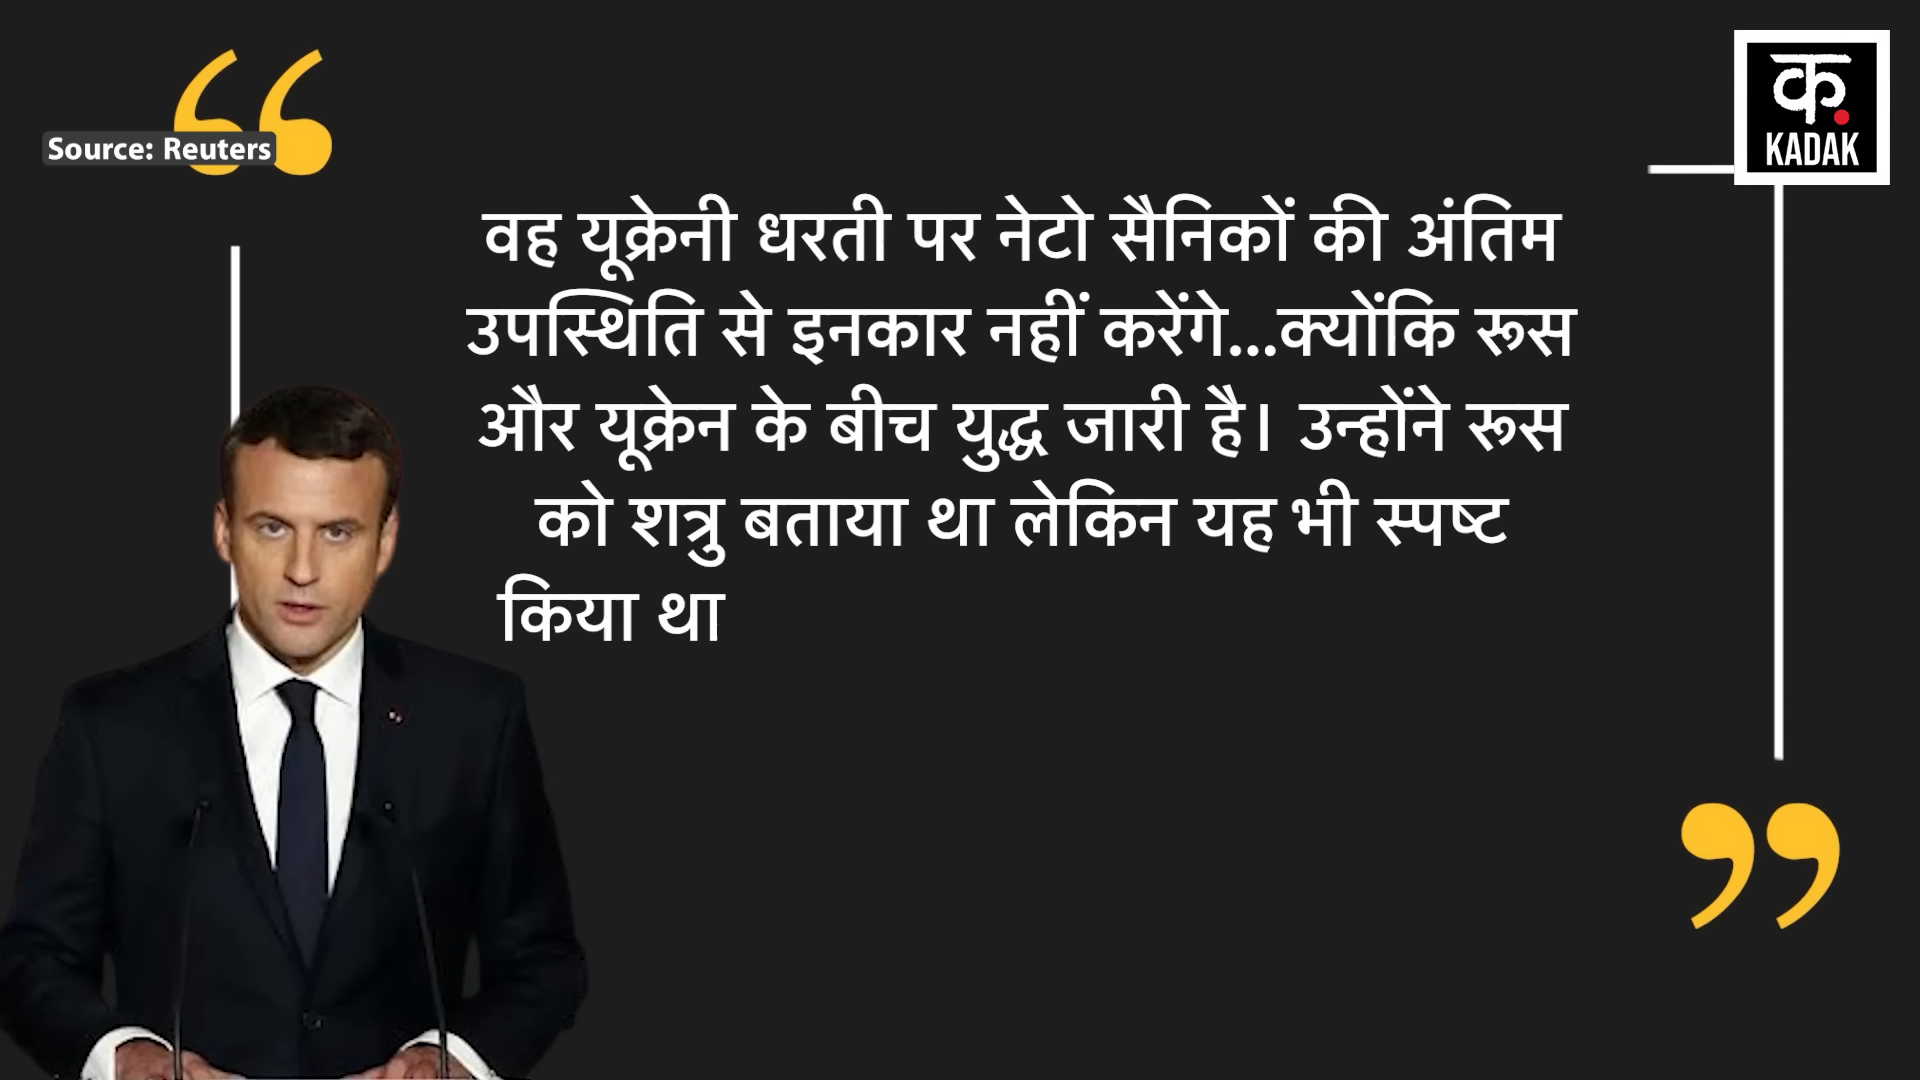 Source: Reuters
क
KADAK
वह यूक्रेनी धरती पर नेटो सैनिकों की अंतिम
उपस्थिति से इनकार नहीं करेंगे...क्योंकि रूस
और यूक्रेन के बीच युद्ध जारी है। उन्होंने रूस
को शत्रु बताया था लेकिन यह भी स्पष्ट
किया था